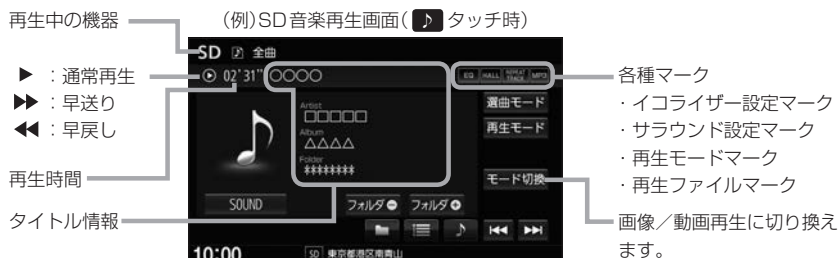 再生中の機器
(例)SD音楽再生画面( ♪ タッチ時)
SD ♪ 全曲
02'31" 〇〇〇〇
EQ HALL REPEAT TRACK MP3
Artist
□□□□□
Album
△△△△
Folder
********
選曲モード
再生モード
モード切換
SOUND
フォルダ⊖ フォルダ⊕
10:00 SD 東京都港区南青山
▶：通常再生
▶▶：早送り
◀◀：早戻し
再生時間
タイトル情報
各種マーク
・イコライザー設定マーク
・サラウンド設定マーク
・再生モードマーク
・再生ファイルマーク
画像／動画再生に切り換え
ます。